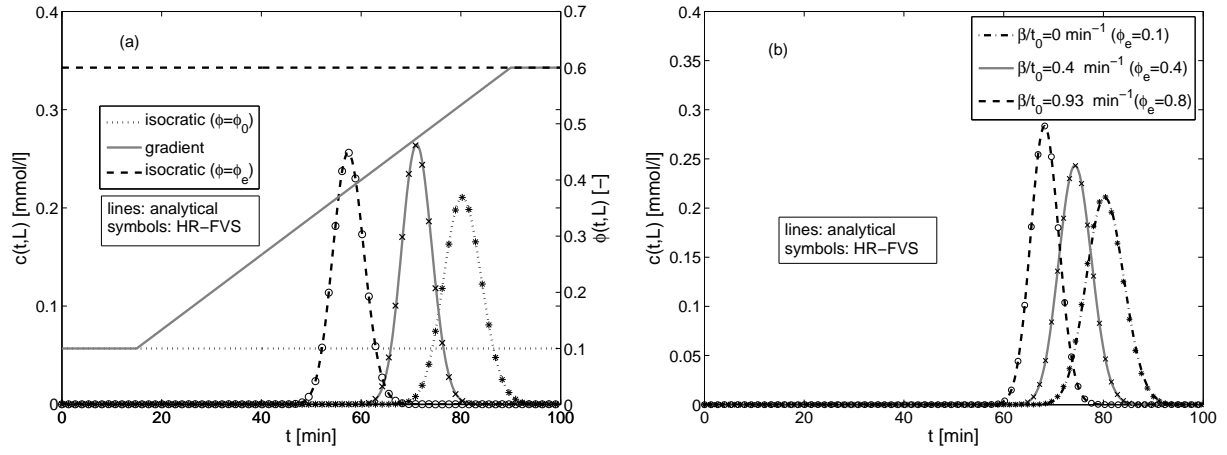 0.4
0.3
0.2
0.1
0
c(t,L) [mmol/l]
(a)
isocratic (ϕ=ϕ0)
gradient
isocratic (ϕ=ϕe)
lines: analytical
symbols: HR−FVS
0.7
0.6
0.5
0.4
0.3
0.2
0.1
0
ϕ(t,L) [−]
0 20 40 60 80 100
t [min]
0.4
0.35
0.3
0.25
0.2
0.15
0.1
0.05
0
c(t,L) [mmol/l]
(b)
β/t0=0 min−1 (ϕe=0.1)
β/t0=0.4 min−1 (ϕe=0.4)
β/t0=0.93 min−1(ϕe=0.8)
lines: analytical
symbols: HR−FVS
0 20 40 60 80 100
t [min]